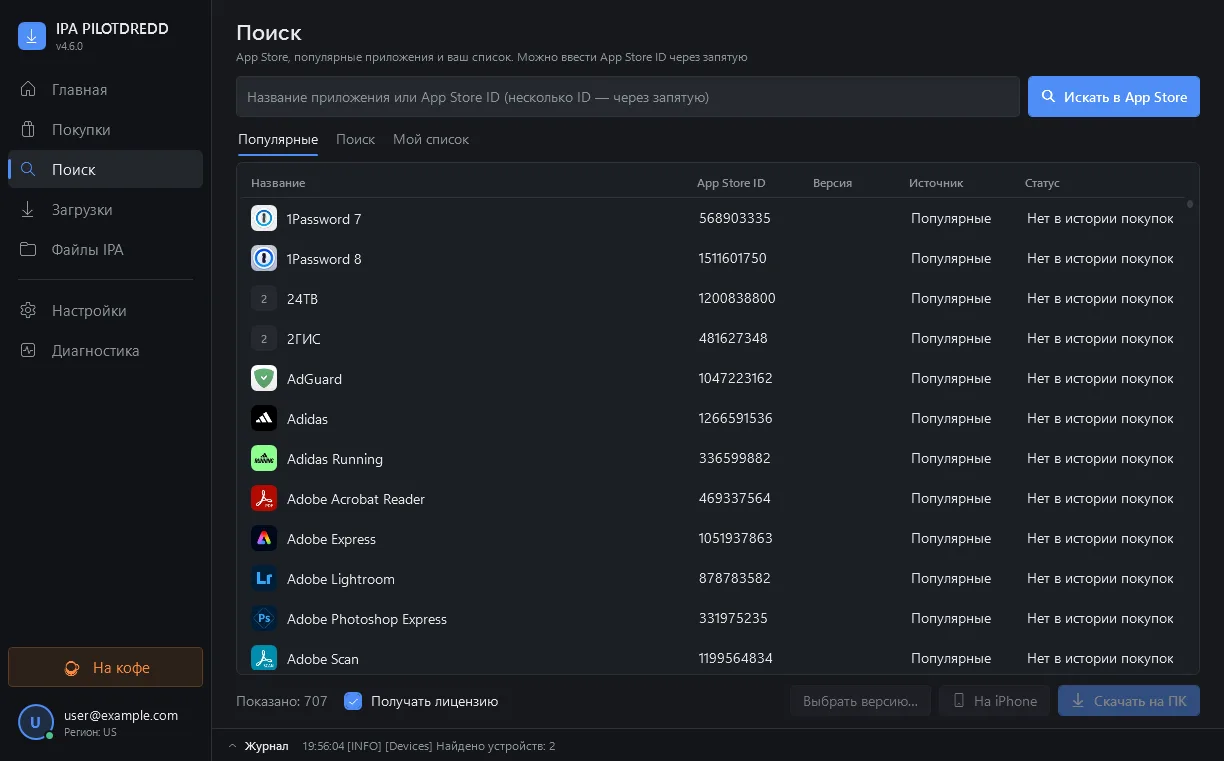 IPA PILOTDREDD
v4.6.0
Главная
Покупки
Поиск
Загрузки
Файлы IPA
Настройки
Диагностика
На кофе
U
user@example.com
Регион: US
Поиск
App Store, популярные приложения и ваш список. Можно ввести App Store ID через запятую
Название приложения или App Store ID (несколько ID — через запятую)
Искать в App Store
Популярные Поиск Мой список
Название App Store ID Версия Источник Статус
1Password 7 568903335 Популярные Нет в истории покупок
1Password 8 1511601750 Популярные Нет в истории покупок
2 24ТВ 1200838800 Популярные Нет в истории покупок
2 2ГИС 481627348 Популярные Нет в истории покупок
AdGuard 1047223162 Популярные Нет в истории покупок
Adidas 1266591536 Популярные Нет в истории покупок
RUNNING Adidas Running 336599882 Популярные Нет в истории покупок
PDF Adobe Acrobat Reader 469337564 Популярные Нет в истории покупок
Adobe Express 1051937863 Популярные Нет в истории покупок
Lr Adobe Lightroom 878783582 Популярные Нет в истории покупок
Ps Adobe Photoshop Express 331975235 Популярные Нет в истории покупок
SCAN Adobe Scan 1199564834 Популярные Нет в истории покупок
Показано: 707 Получать лицензию Выбрать версию... На iPhone Скачать на ПК
Журнал 19:56:04 [INFO] [Devices] Найдено устройств: 2